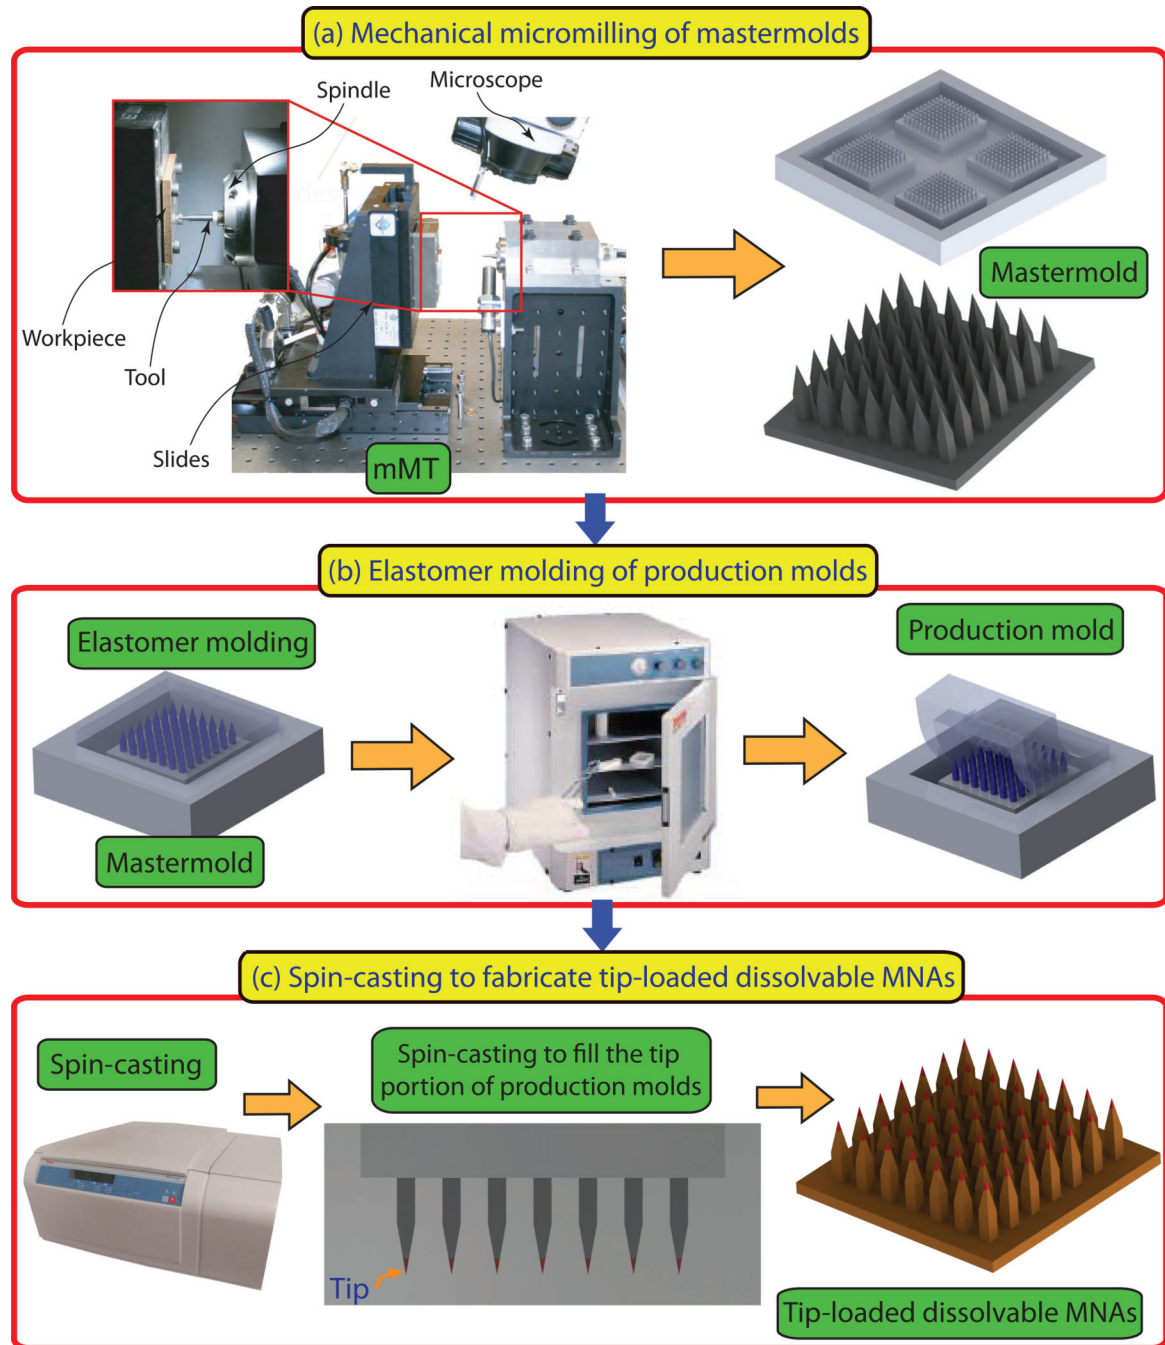 (a) Mechanical micromilling of mastermolds
Spindle
Microscope
Workpiece
Tool
Slides
mMT
Mastermold
(b) Elastomer molding of production molds
Elastomer molding
Mastermold
Production mold
(c) Spin-casting to fabricate tip-loaded dissolvable MNAs
Spin-casting
Spin-casting to fill the tip
portion of production molds
Tip
Tip-loaded dissolvable MNAs